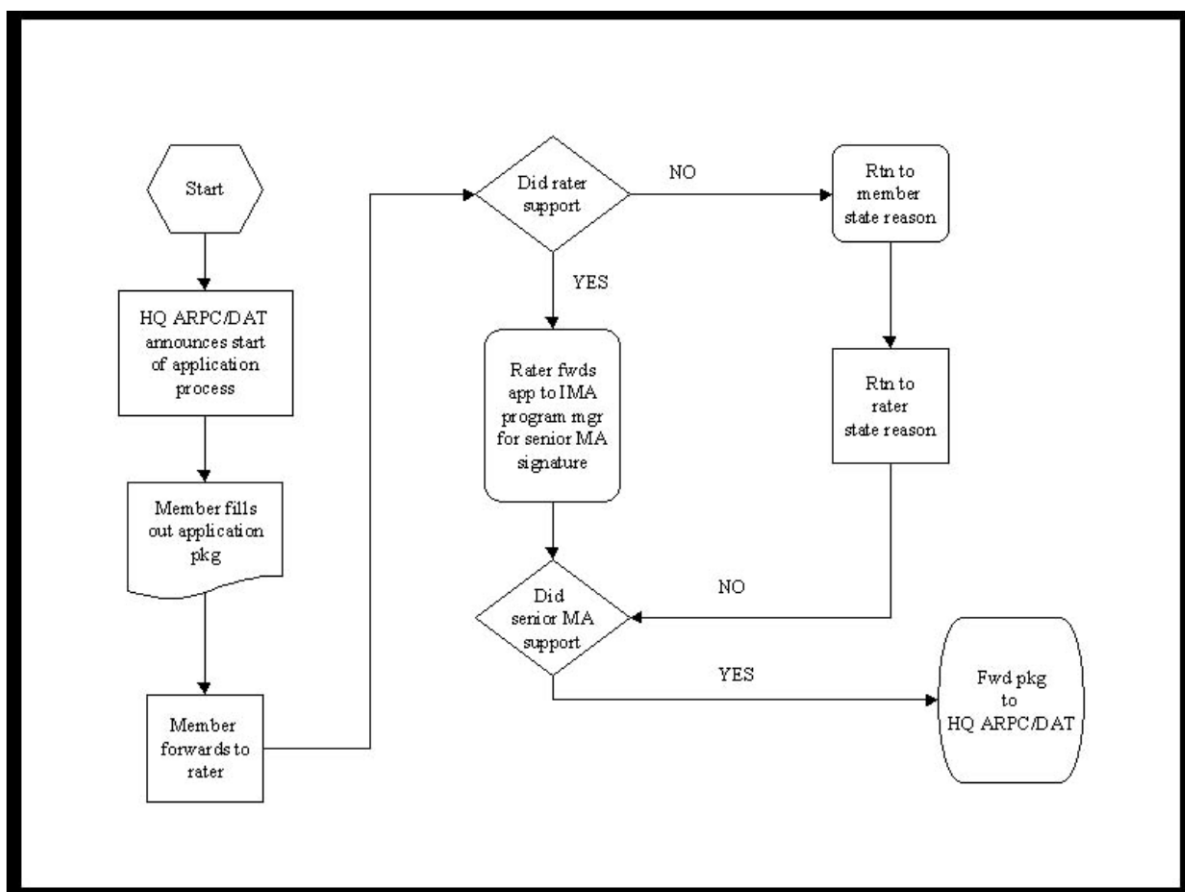 Start
HQ ARPC/DAT
announces start
of application
process
Member fills
out application
pkg
Member
forwards to
rater
Did rater
support
NO
YES
Rtn to
member
state reason
Rater fwds
app to IMA
program mgr
for senior MA
signature
Rtn to
rater
state reason
Did
senior MA
support
NO
YES
Fwd pkg
to
HQ ARPC/DAT